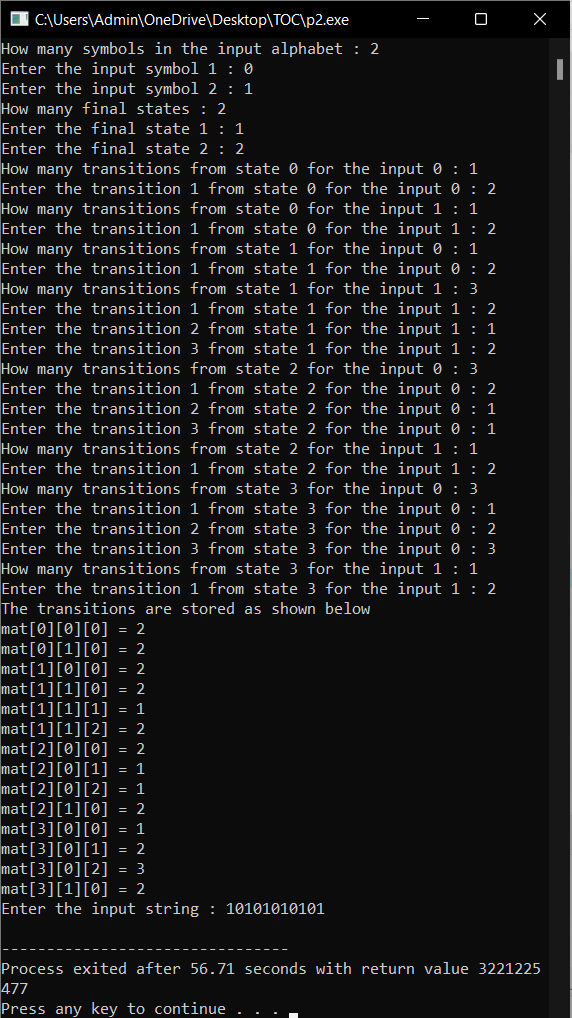 C:\Users\Admin\OneDrive\Desktop\TOC\p2.exe
How many symbols in the input alphabet : 2
Enter the input symbol 1 : 0
Enter the input symbol 2 : 1
How many final states : 2
Enter the final state 1 : 1
Enter the final state 2 : 2
How many transitions from state 0 for the input 0 : 1
Enter the transition 1 from state 0 for the input 0 : 2
How many transitions from state 0 for the input 1 : 1
Enter the transition 1 from state 0 for the input 1 : 2
How many transitions from state 1 for the input 0 : 1
Enter the transition 1 from state 1 for the input 0 : 2
How many transitions from state 1 for the input 1 : 3
Enter the transition 1 from state 1 for the input 1 : 2
Enter the transition 2 from state 1 for the input 1 : 1
Enter the transition 3 from state 1 for the input 1 : 2
How many transitions from state 2 for the input 0 : 3
Enter the transition 1 from state 2 for the input 0 : 2
Enter the transition 2 from state 2 for the input 0 : 1
Enter the transition 3 from state 2 for the input 0 : 1
How many transitions from state 2 for the input 1 : 1
Enter the transition 1 from state 2 for the input 1 : 2
How many transitions from state 3 for the input 0 : 3
Enter the transition 1 from state 3 for the input 0 : 1
Enter the transition 2 from state 3 for the input 0 : 2
Enter the transition 3 from state 3 for the input 0 : 3
How many transitions from state 3 for the input 1 : 1
Enter the transition 1 from state 3 for the input 1 : 2
The transitions are stored as shown below
mat[0][0][0] = 2
mat[0][1][0] = 2
mat[1][0][0] = 2
mat[1][1][0] = 2
mat[1][1][1] = 1
mat[1][1][2] = 2
mat[2][0][0] = 2
mat[2][0][1] = 1
mat[2][0][2] = 1
mat[2][1][0] = 2
mat[3][0][0] = 1
mat[3][0][1] = 2
mat[3][0][2] = 3
mat[3][1][0] = 2
Enter the input string : 10101010101
--------------------------------
Process exited after 56.71 seconds with return value 3221225
477
Press any key to continue . . .